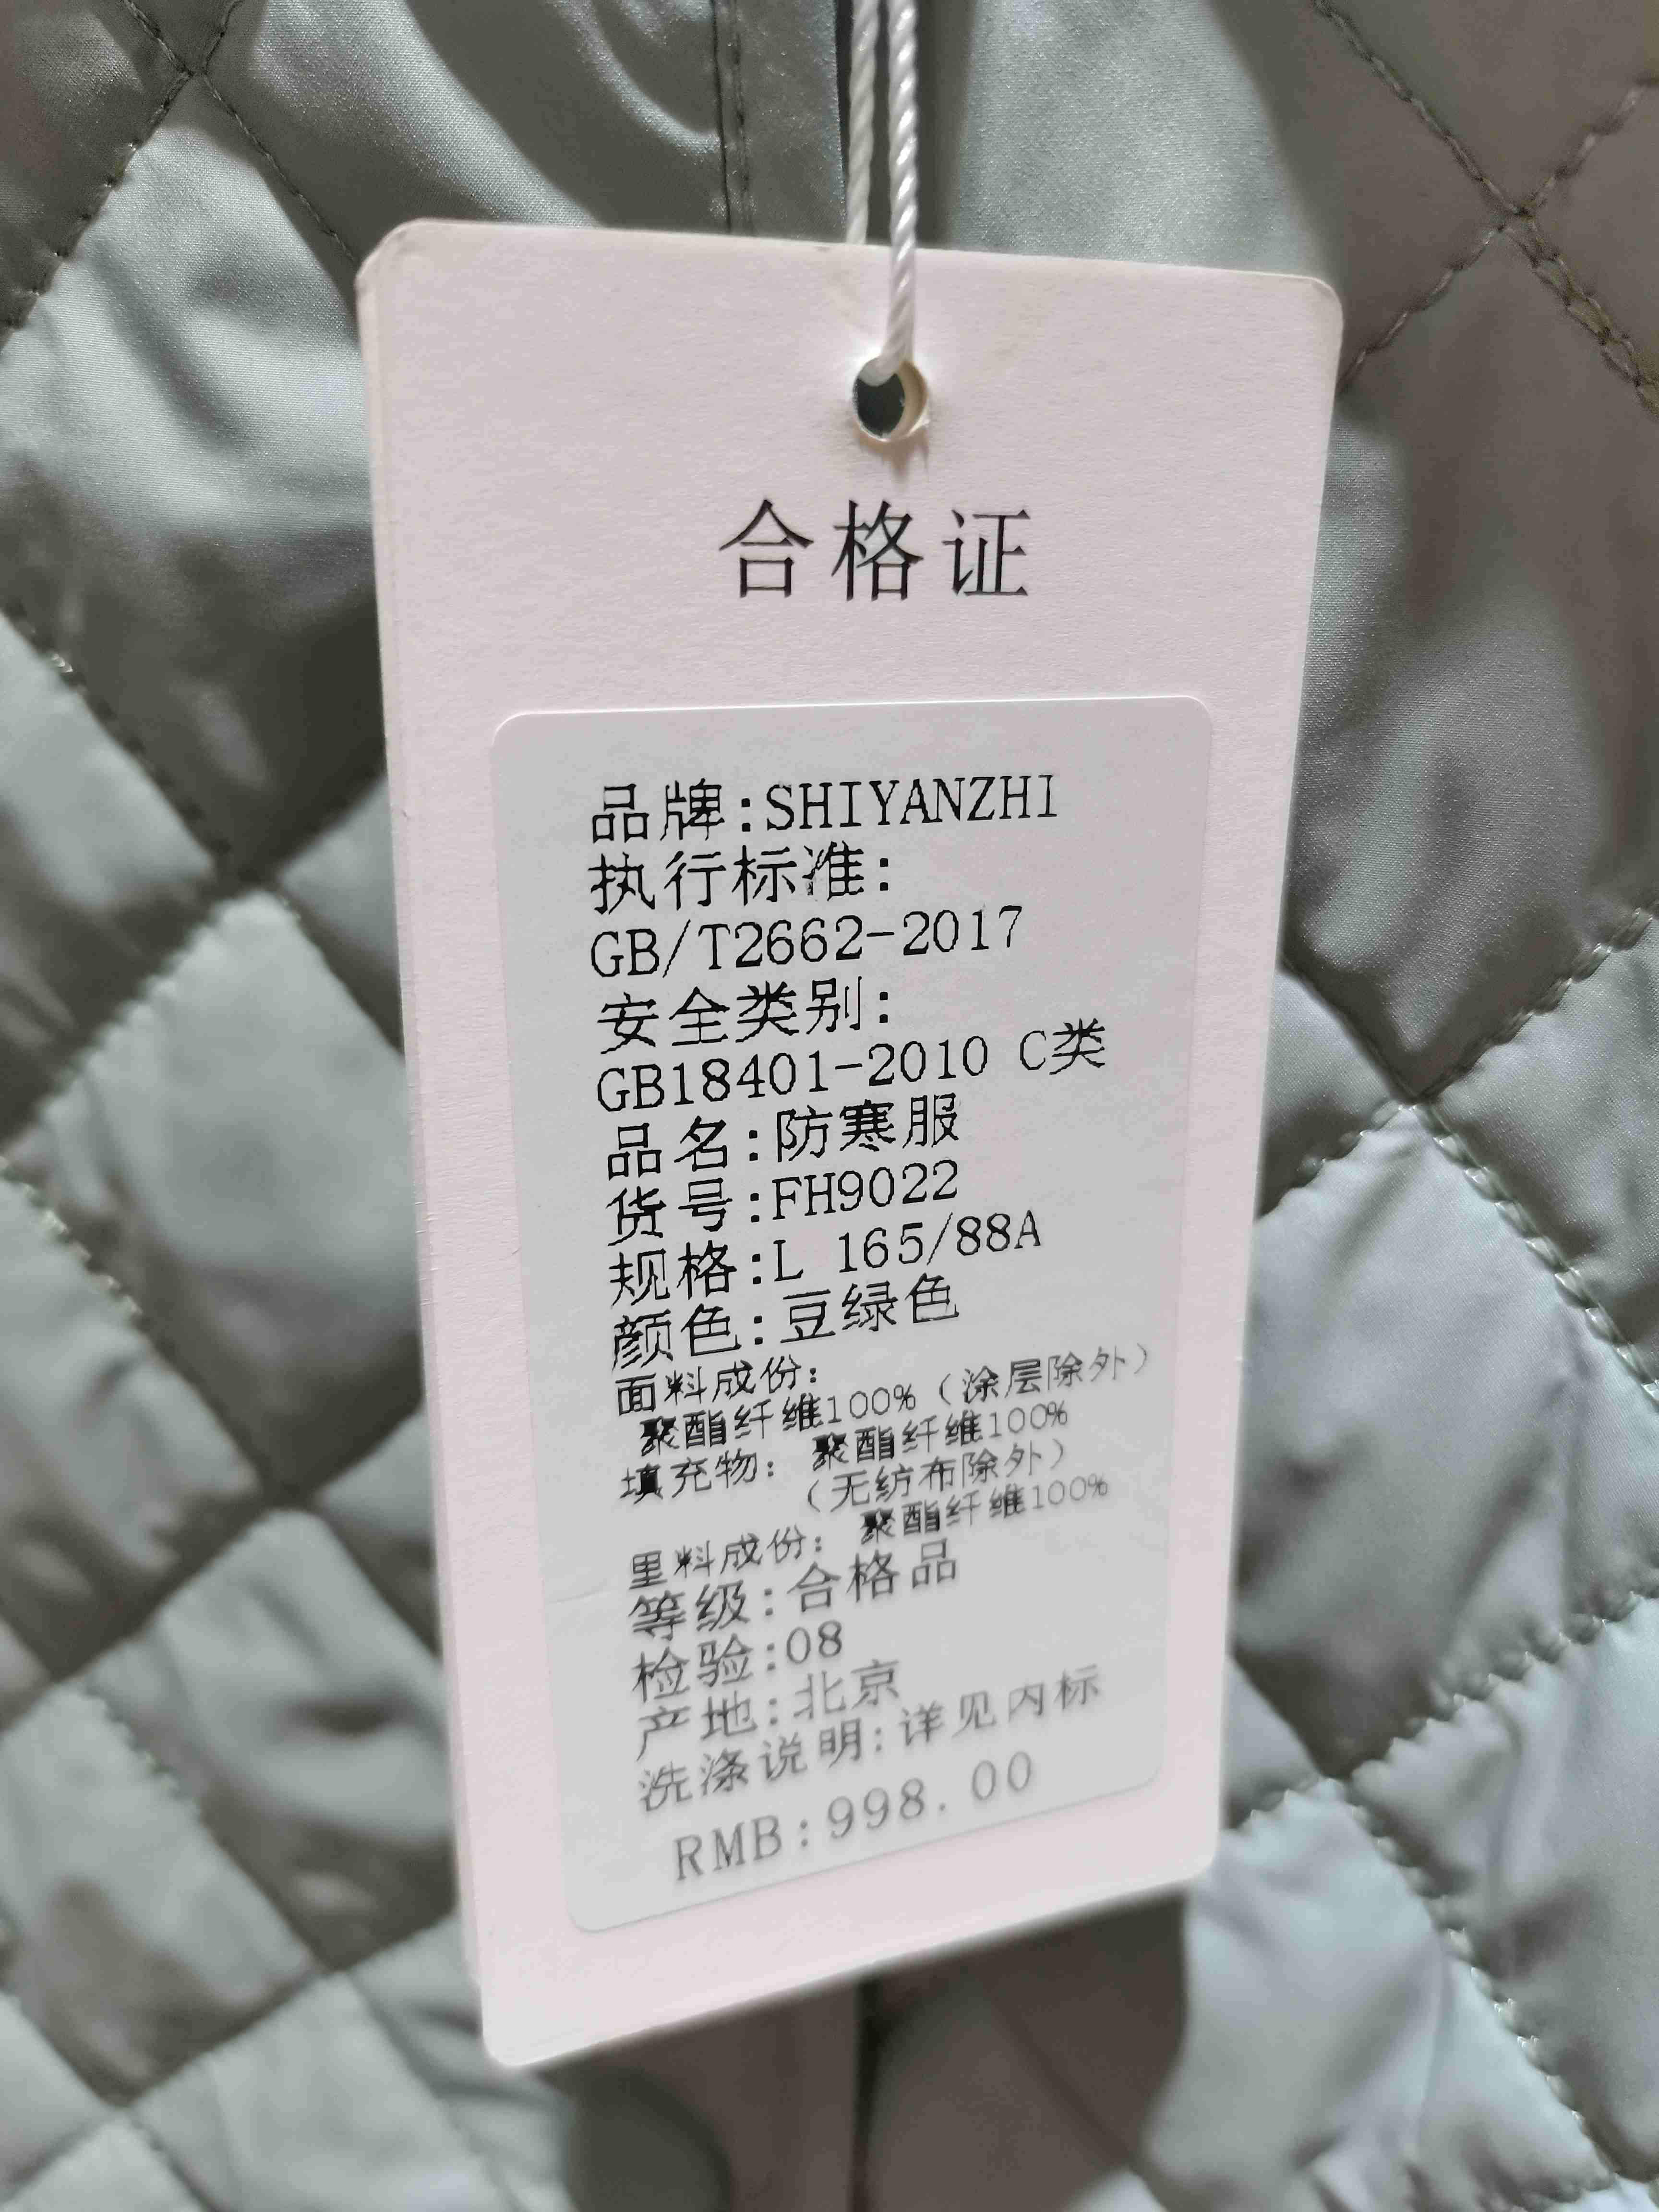 合格证
品牌:SHIYANZHI
执行标准:
GB/T2662-2017
安全类别:
GB18401-2010 C类
品名:防寒服
货号:FH9022
规格:L 165/88A
颜色:豆绿色
面料成份:
聚酯纤维100%(涂层除外)
填充物: 聚酯纤维100%
(无纺布除外)
里料成份: 聚酯纤维100%
等级:合格品
检验:08
产地:北京
洗涤说明:详见内标
RMB:998.00